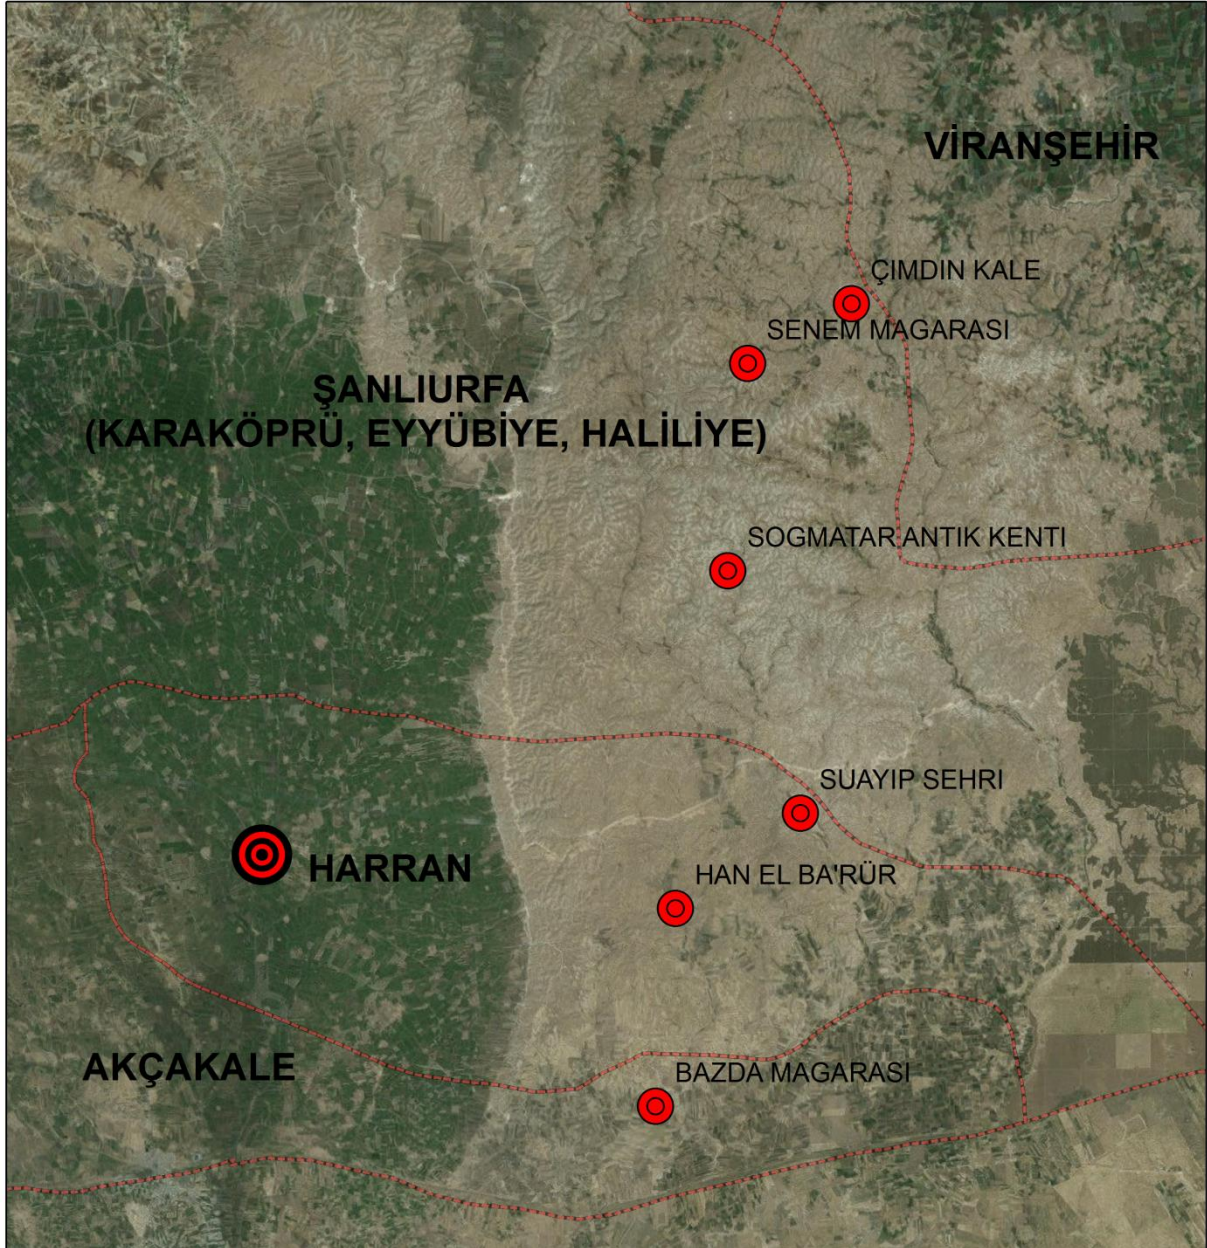 VİRANŞEHİR
ÇIMDIN KALE
SENEM MAGARASI
ŞANLIURFA
(KARAKÖPRÜ, EYYÜBİYE, HALİLİYE)
SOGMATAR ANTIK KENTI
SUAYIP SEHRI
HARRAN
HAN EL BA'RÜR
AKÇAKALE
BAZDA MAGARASI